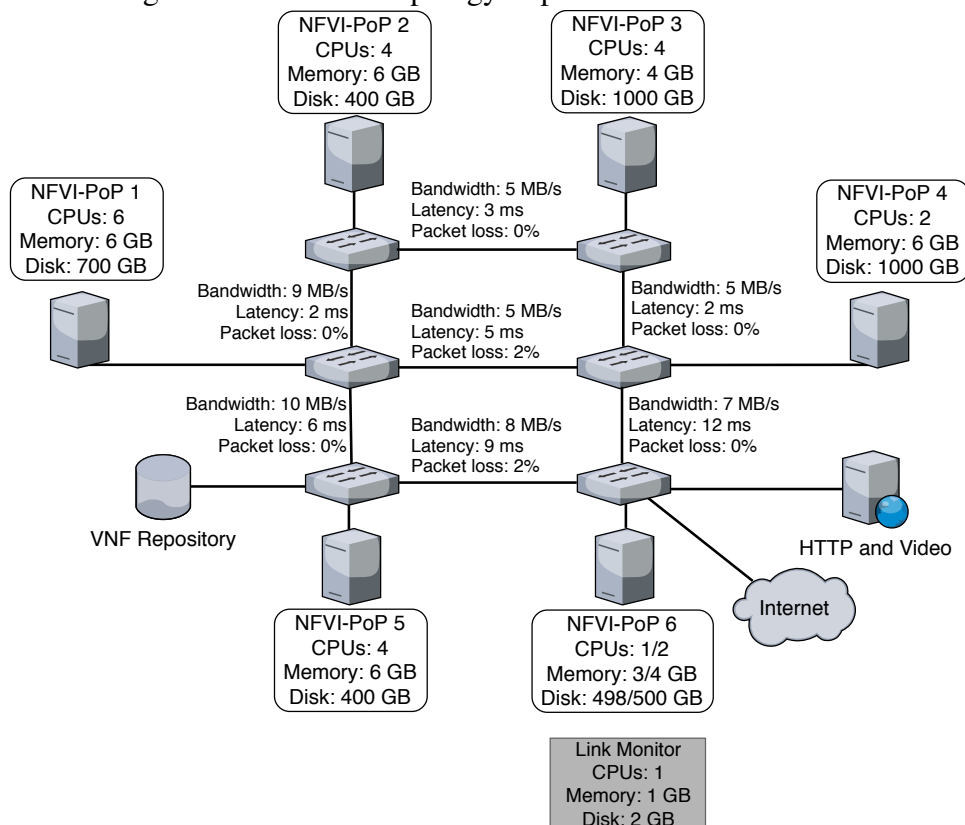 NFVI-PoP 2
CPUs: 4
Memory: 6 GB
Disk: 400 GB
NFVI-PoP 3
CPUs: 4
Memory: 4 GB
Disk: 1000 GB
NFVI-PoP 1
CPUs: 6
Memory: 6 GB
Disk: 700 GB
Bandwidth: 5 MB/s
Latency: 3 ms
Packet loss: 0%
NFVI-PoP 4
CPUs: 2
Memory: 6 GB
Disk: 1000 GB
Bandwidth: 9 MB/s
Latency: 2 ms
Packet loss: 0%
Bandwidth: 5 MB/s
Latency: 5 ms
Packet loss: 2%
Bandwidth: 5 MB/s
Latency: 2 ms
Packet loss: 0%
Bandwidth: 10 MB/s
Latency: 6 ms
Packet loss: 0%
Bandwidth: 8 MB/s
Latency: 9 ms
Packet loss: 2%
Bandwidth: 7 MB/s
Latency: 12 ms
Packet loss: 0%
VNF Repository
HTTP and Video
Internet
NFVI-PoP 5
CPUs: 4
Memory: 6 GB
Disk: 400 GB
NFVI-PoP 6
CPUs: 1/2
Memory: 3/4 GB
Disk: 498/500 GB
Link Monitor
CPUs: 1
Memory: 1 GB
Disk: 2 GB